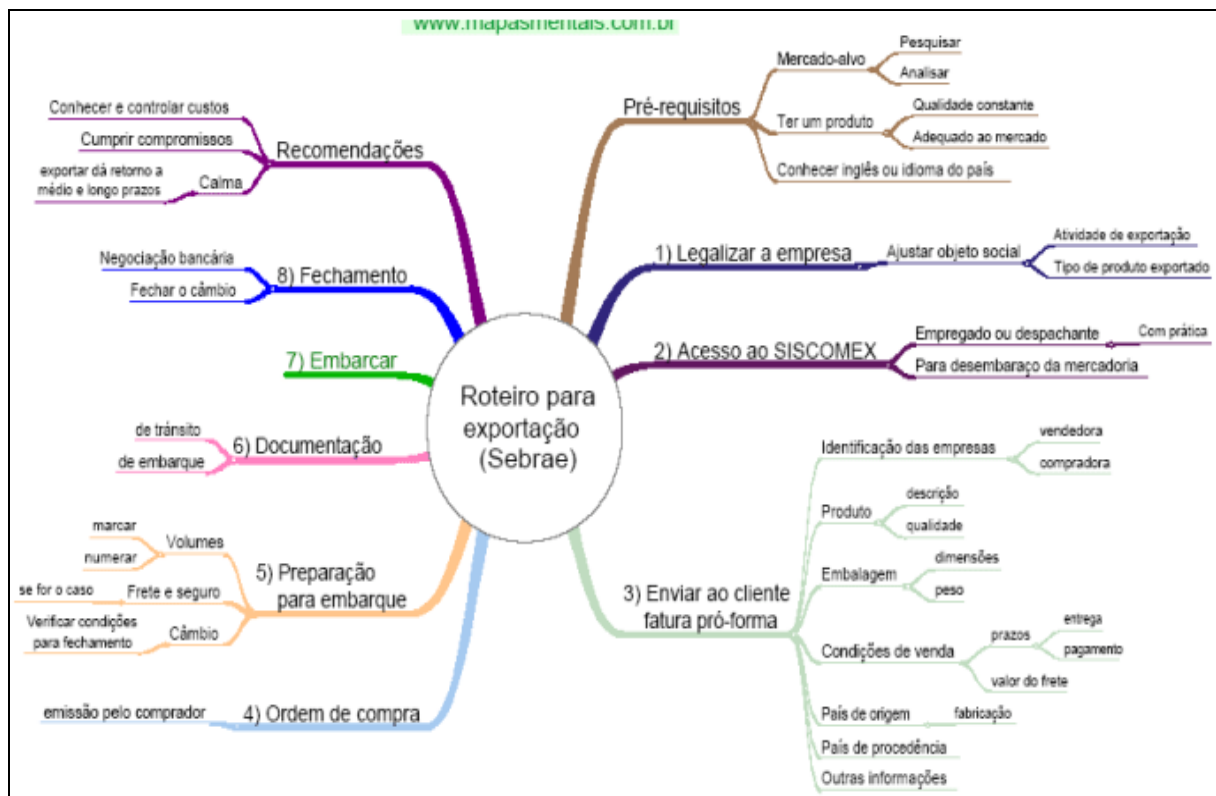 www.mapasmentais.com.br
Roteiro para
exportação
(Sebrae)
Pré-requisitos
Mercado-alvo
Pesquisar
Analisar
Ter um produto
Qualidade constante
Adequado ao mercado
Conhecer inglês ou idioma do país
1) Legalizar a empresa
Ajustar objeto social
Atividade de exportação
Tipo de produto exportado
2) Acesso ao SISCOMEX
Empregado ou despachante
Com prática
Para desembaraço da mercadoria
3) Enviar ao cliente
fatura pró-forma
Identificação das empresas
vendedora
compradora
Produto
descrição
qualidade
Embalagem
dimensões
peso
Condições de venda
prazos
entrega
pagamento
valor do frete
País de origem
fabricação
País de procedência
Outras informações
4) Ordem de compra
emissão pelo comprador
5) Preparação
para embarque
Volumes
marcar
numerar
Frete e seguro
se for o caso
Câmbio
Verificar condições
para fechamento
6) Documentação
de trânsito
de embarque
7) Embarcar
8) Fechamento
Negociação bancária
Fechar o câmbio
Recomendações
Conhecer e controlar custos
Cumprir compromissos
Calma
exportar dá retorno a
médio e longo prazos